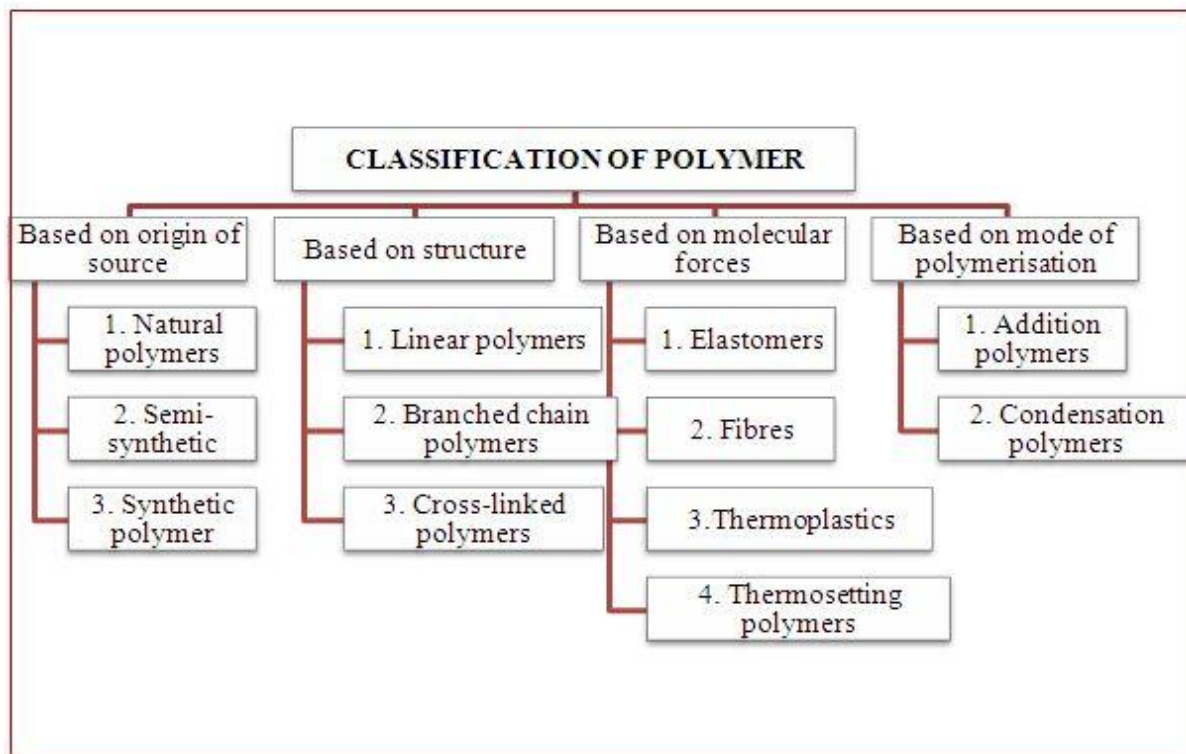 CLASSIFICATION OF POLYMER
Based on origin of
source
1. Natural
polymers
2. Semi-
synthetic
3. Synthetic
polymer
Based on structure
1. Linear polymers
2. Branched chain
polymers
3. Cross-linked
polymers
Based on molecular
forces
1. Elastomers
2. Fibres
3.Thermoplastics
4. Thermosetting
polymers
Based on mode of
polymerisation
1. Addition
polymers
2. Condensation
polymers